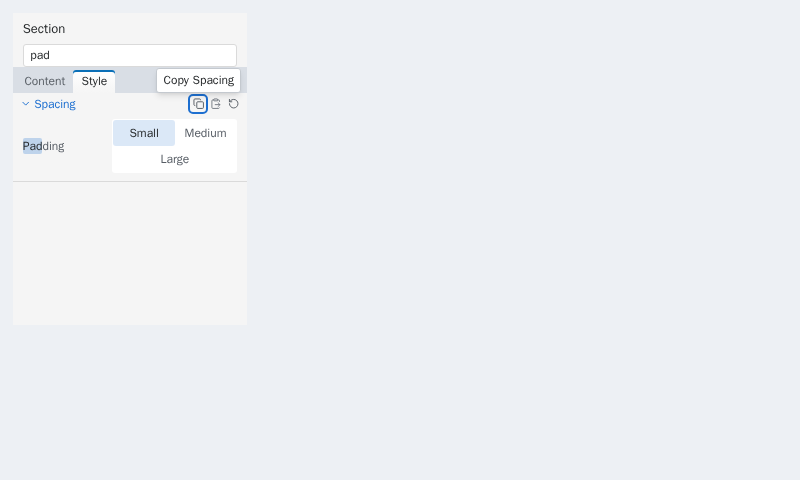 Section
pad
Content Style Copy Spacing
Spacing
Padding Small Medium
Large